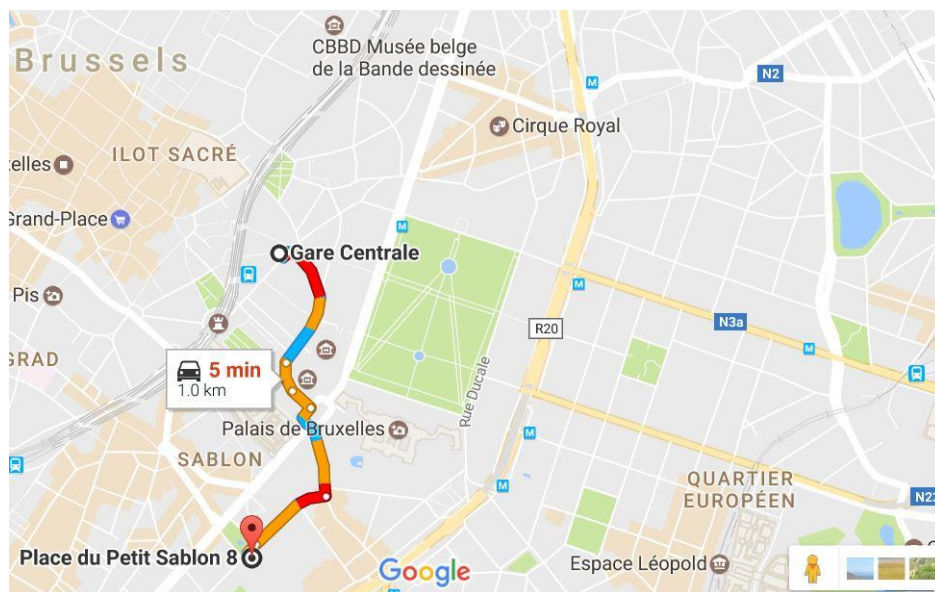 CBBD Musée belge
de la Bande dessinée
Brussels
N2
Cirque Royal
ILOT SACRÉ
elles
Grand-Place
M
Gare Centrale
Pis
N3a
R20
GRAD
5 min
1.0 km
Rue Ducale
Palais de Bruxelles
SABLON
QUARTIER
EUROPÉEN
N23
Place du Petit Sablon 8
Espace Léopold
Google